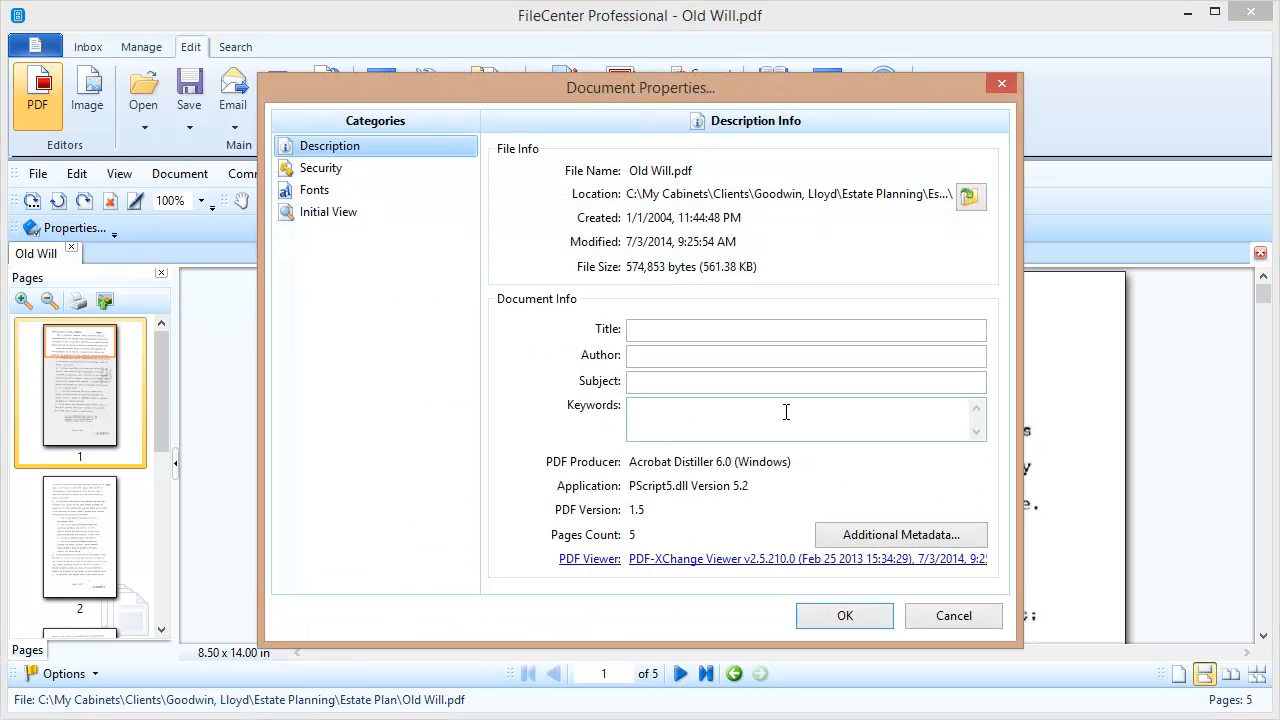 FileCenter Professional - Old Will.pdf
Inbox Manage Edit Search
PDF Image Open Save Email
Editors Main
File Edit View Document Comm
100%
Properties...
Old Will
Pages
1
2
Pages
8.50 x 14.00 in
Options
1 of 5
File: C:\My Cabinets\Clients\Goodwin, Lloyd\Estate Planning\Estate Plan\Old Will.pdf Pages: 5
Document Properties...
Categories
Description
Security
Fonts
Initial View
Description Info
File Info
File Name: Old Will.pdf
Location: C:\My Cabinets\Clients\Goodwin, Lloyd\Estate Planning\Es...\
Created: 1/1/2004, 11:44:48 PM
Modified: 7/3/2014, 9:25:54 AM
File Size: 574,853 bytes (561.38 KB)
Document Info
Title:
Author:
Subject:
Keywords:
PDF Producer: Acrobat Distiller 6.0 (Windows)
Application: PScript5.dll Version 5.2
PDF Version: 1.5
Pages Count: 5 Additional Metadata...
PDF Viewer: PDF-XChange Viewer v2.5.210.0 (Feb 25 2013 15:34:29), 7/3/2014, 9:2
OK Cancel